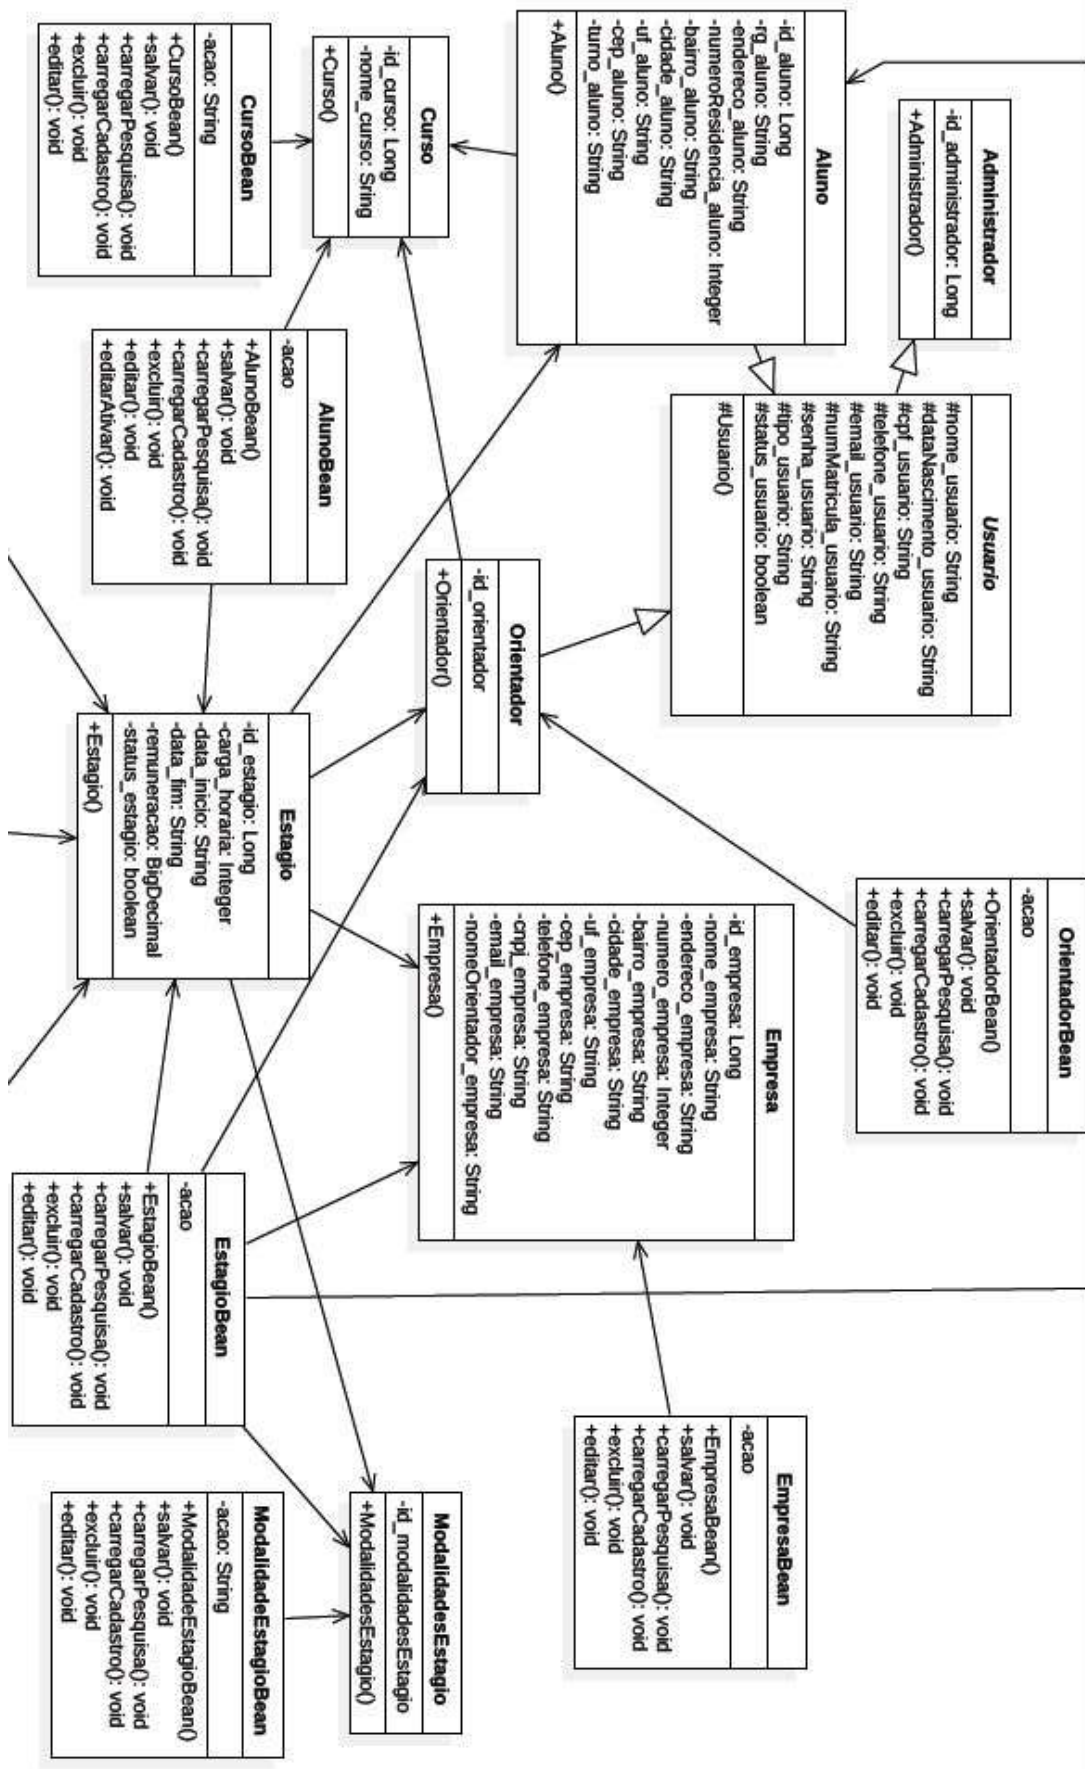 Administrador
-id_administrador: Long
+Administrador()
Usuario
#nome_usuario: String
#dataNascimento_usuario: String
#cpf_usuario: String
#telefone_usuario: String
#email_usuario: String
#numMatricula_usuario: String
#senha_usuario: String
#tipo_usuario: String
#status_usuario: boolean
#Usuario()
OrientadorBean
-acao
+OrientadorBean()
+salvar(): void
+carregarPesquisa(): void
+carregarCadastro(): void
+excluir(): void
+editar(): void
Aluno
-id_aluno: Long
-rg_aluno: String
-endereco_aluno: String
-numeroResidencia_aluno: Integer
-bairro_aluno: String
-cidade_aluno: String
-uf_aluno: String
-cep_aluno: String
-turno_aluno: String
+Aluno()
Orientador
-id_orientador
+Orientador()
Empresa
-id_empresa: Long
-nome_empresa: String
-endereco_empresa: String
-numero_empresa: Integer
-bairro_empresa: String
-cidade_empresa: String
-uf_empresa: String
-cep_empresa: String
-telefone_empresa: String
-cnpj_empresa: String
-email_empresa: String
-nomeOrientador_empresa: String
+Empresa()
EmpresaBean
-acao
+EmpresaBean()
+salvar(): void
+carregarPesquisa(): void
+carregarCadastro(): void
+excluir(): void
+editar(): void
Curso
-id_curso: Long
-nome_curso: Sring
+Curso()
AlunoBean
-acao
+AlunoBean()
+salvar(): void
+carregarPesquisa(): void
+carregarCadastro(): void
+excluir(): void
+editar(): void
+editarAtivar(): void
Estagio
-id_estagio: Long
-carga_horaria: Integer
-data_inicio: String
-data_fim: String
-remuneracao: BigDecimal
-status_estagio: boolean
+Estagio()
ModalidadesEstagio
-id_modalidadesEstagio
+ModalidadesEstagio()
CursoBean
-acao: String
+CursoBean()
+salvar(): void
+carregarPesquisa(): void
+carregarCadastro(): void
+excluir(): void
+editar(): void
EstagioBean
-acao
+EstagioBean()
+salvar(): void
+carregarPesquisa(): void
+carregarCadastro(): void
+excluir(): void
+editar(): void
ModalidadeEstagioBean
-acao: String
+ModalidadeEstagioBean()
+salvar(): void
+carregarPesquisa(): void
+carregarCadastro(): void
+excluir(): void
+editar(): void